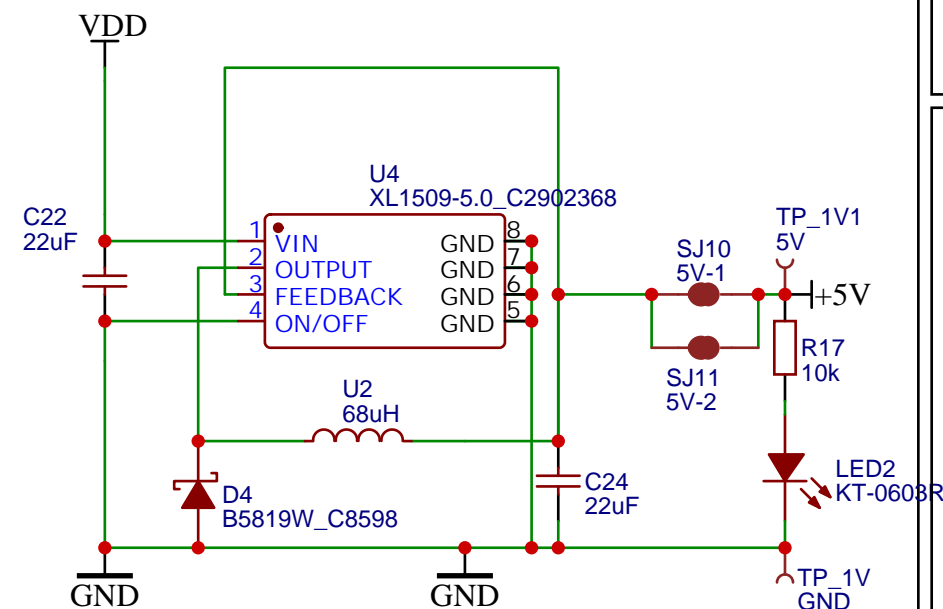 VDD
U4
XL1509-5.0_C2902368
C22
22uF
1
VIN
GND
8
2
OUTPUT
GND
7
3
FEEDBACK
GND
6
4
ON/OFF
GND
5
SJ10
5V-1
TP_1V1
5V
+5V
SJ11
5V-2
R17
10k
U2
68uH
D4
B5819W_C8598
C24
22uF
LED2
KT-0603R
GND
GND
TP_1V
GND